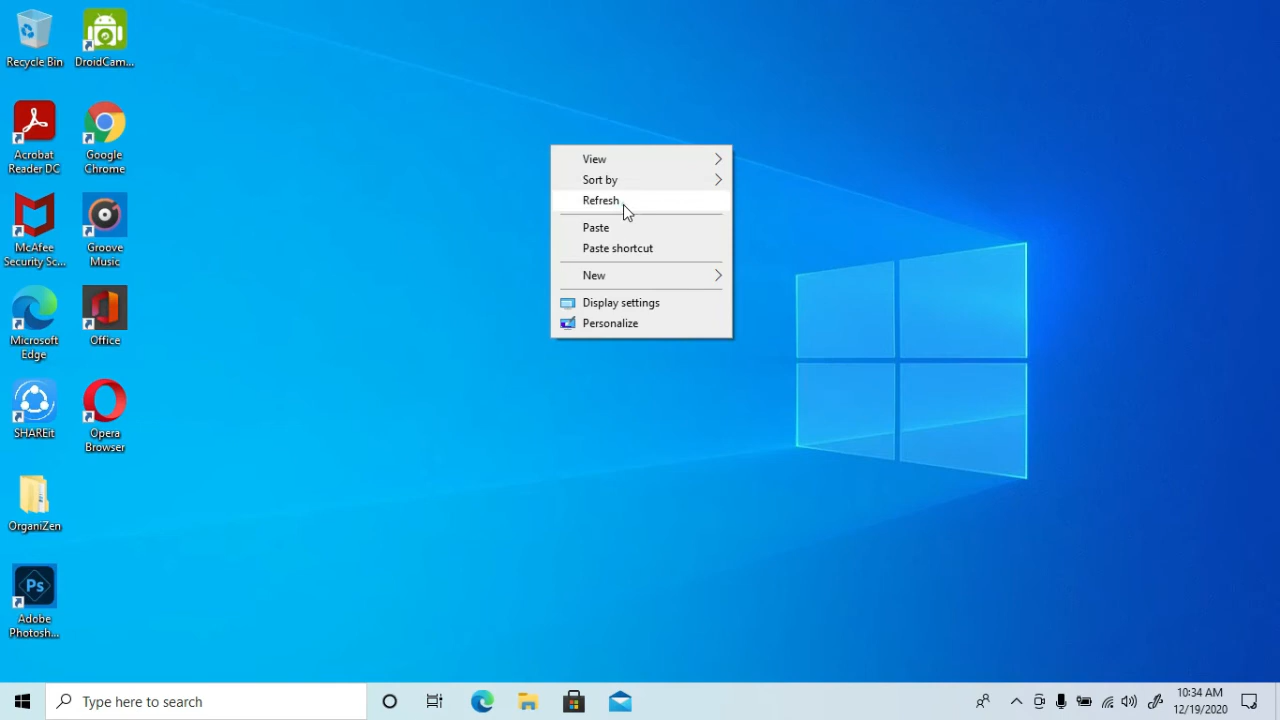 Recycle Bin
DroidCam...
Acrobat
Reader DC
Google
Chrome
McAfee
Security Sc...
Groove
Music
Microsoft
Edge
Office
SHAREit
Opera
Browser
OrganiZen
Ps
Adobe
Photosh...
View
Sort by
Refresh
Paste
Paste shortcut
New
Display settings
Personalize
Type here to search
10:34 AM
12/19/2020